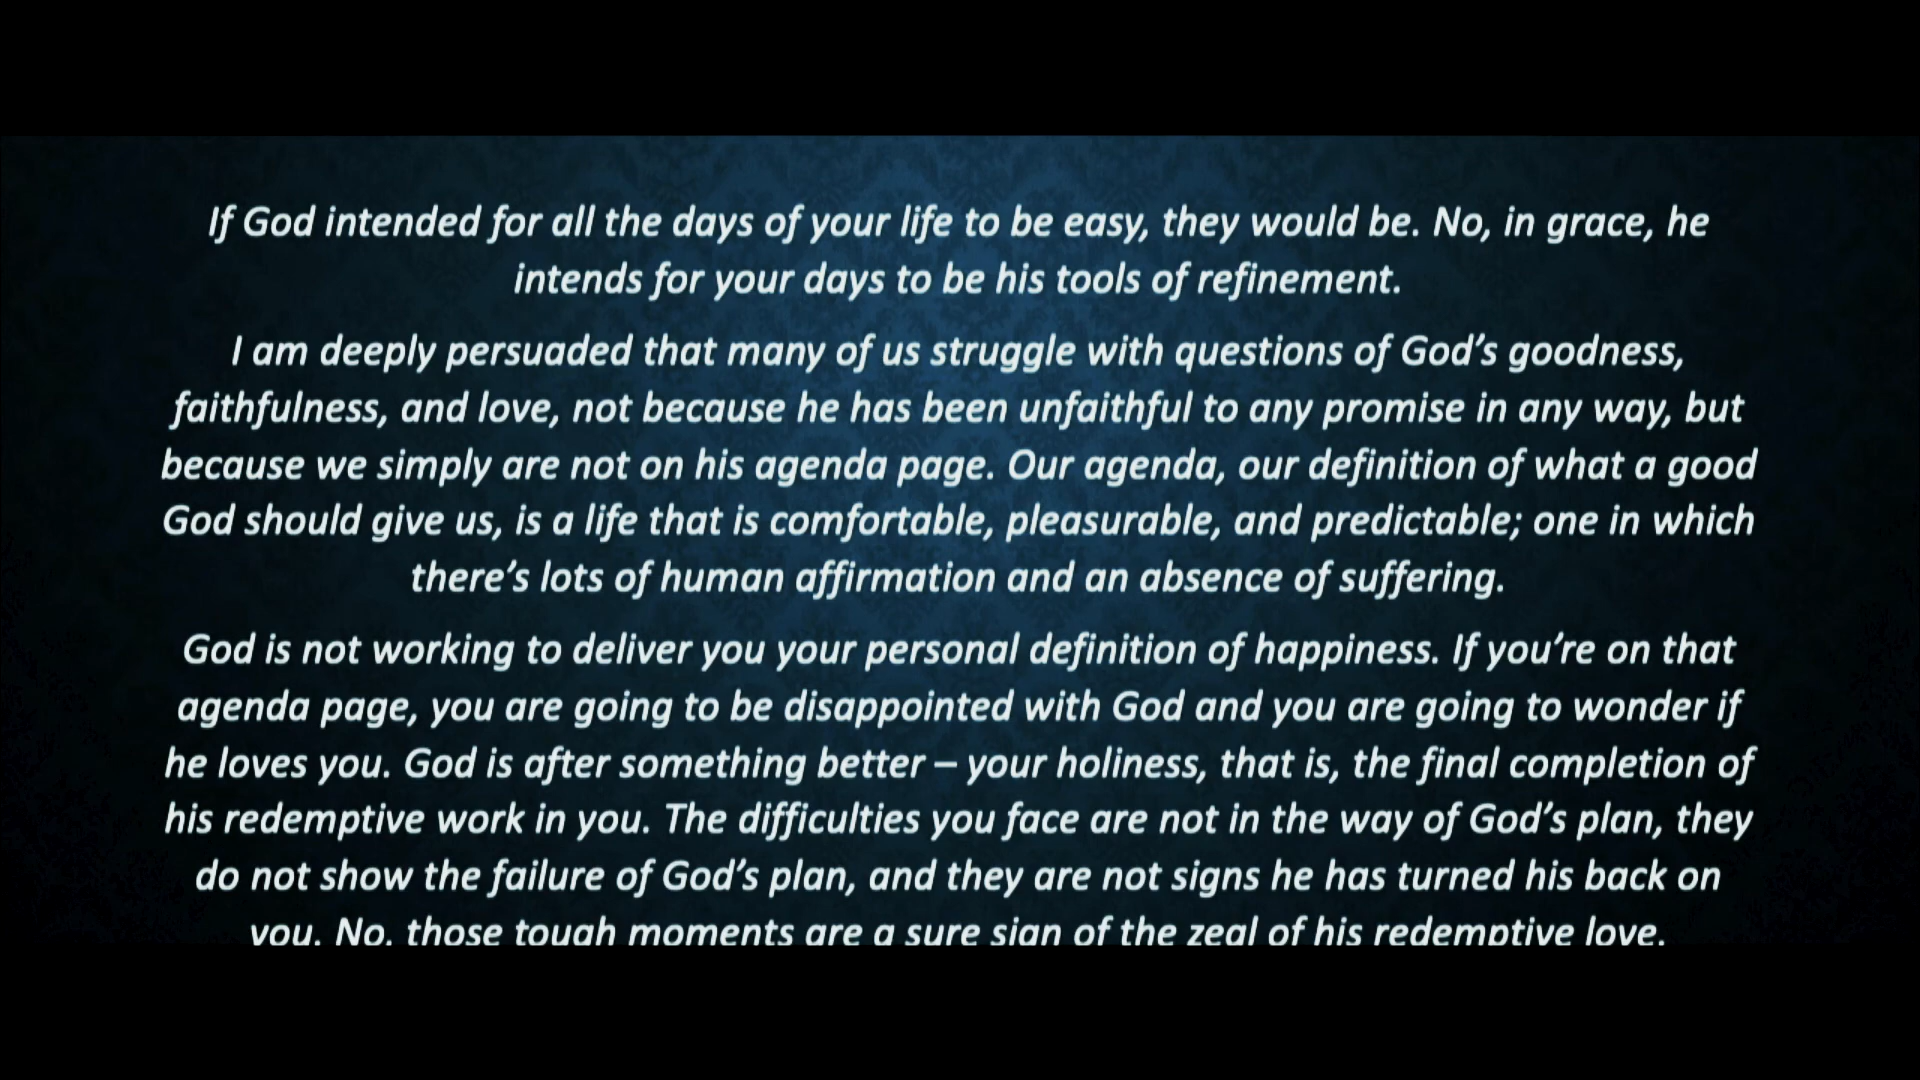 If God intended for all the days of your life to be easy, they would be. No, in grace, he
intends for your days to be his tools of refinement.
I am deeply persuaded that many of us struggle with questions of God’s goodness,
faithfulness, and love, not because he has been unfaithful to any promise in any way, but
because we simply are not on his agenda page. Our agenda, our definition of what a good
God should give us, is a life that is comfortable, pleasurable, and predictable; one in which
there’s lots of human affirmation and an absence of suffering.
God is not working to deliver you your personal definition of happiness. If you’re on that
agenda page, you are going to be disappointed with God and you are going to wonder if
he loves you. God is after something better – your holiness, that is, the final completion of
his redemptive work in you. The difficulties you face are not in the way of God’s plan, they
do not show the failure of God’s plan, and they are not signs he has turned his back on
you. No, those tough moments are a sure sign of the zeal of his redemptive love.